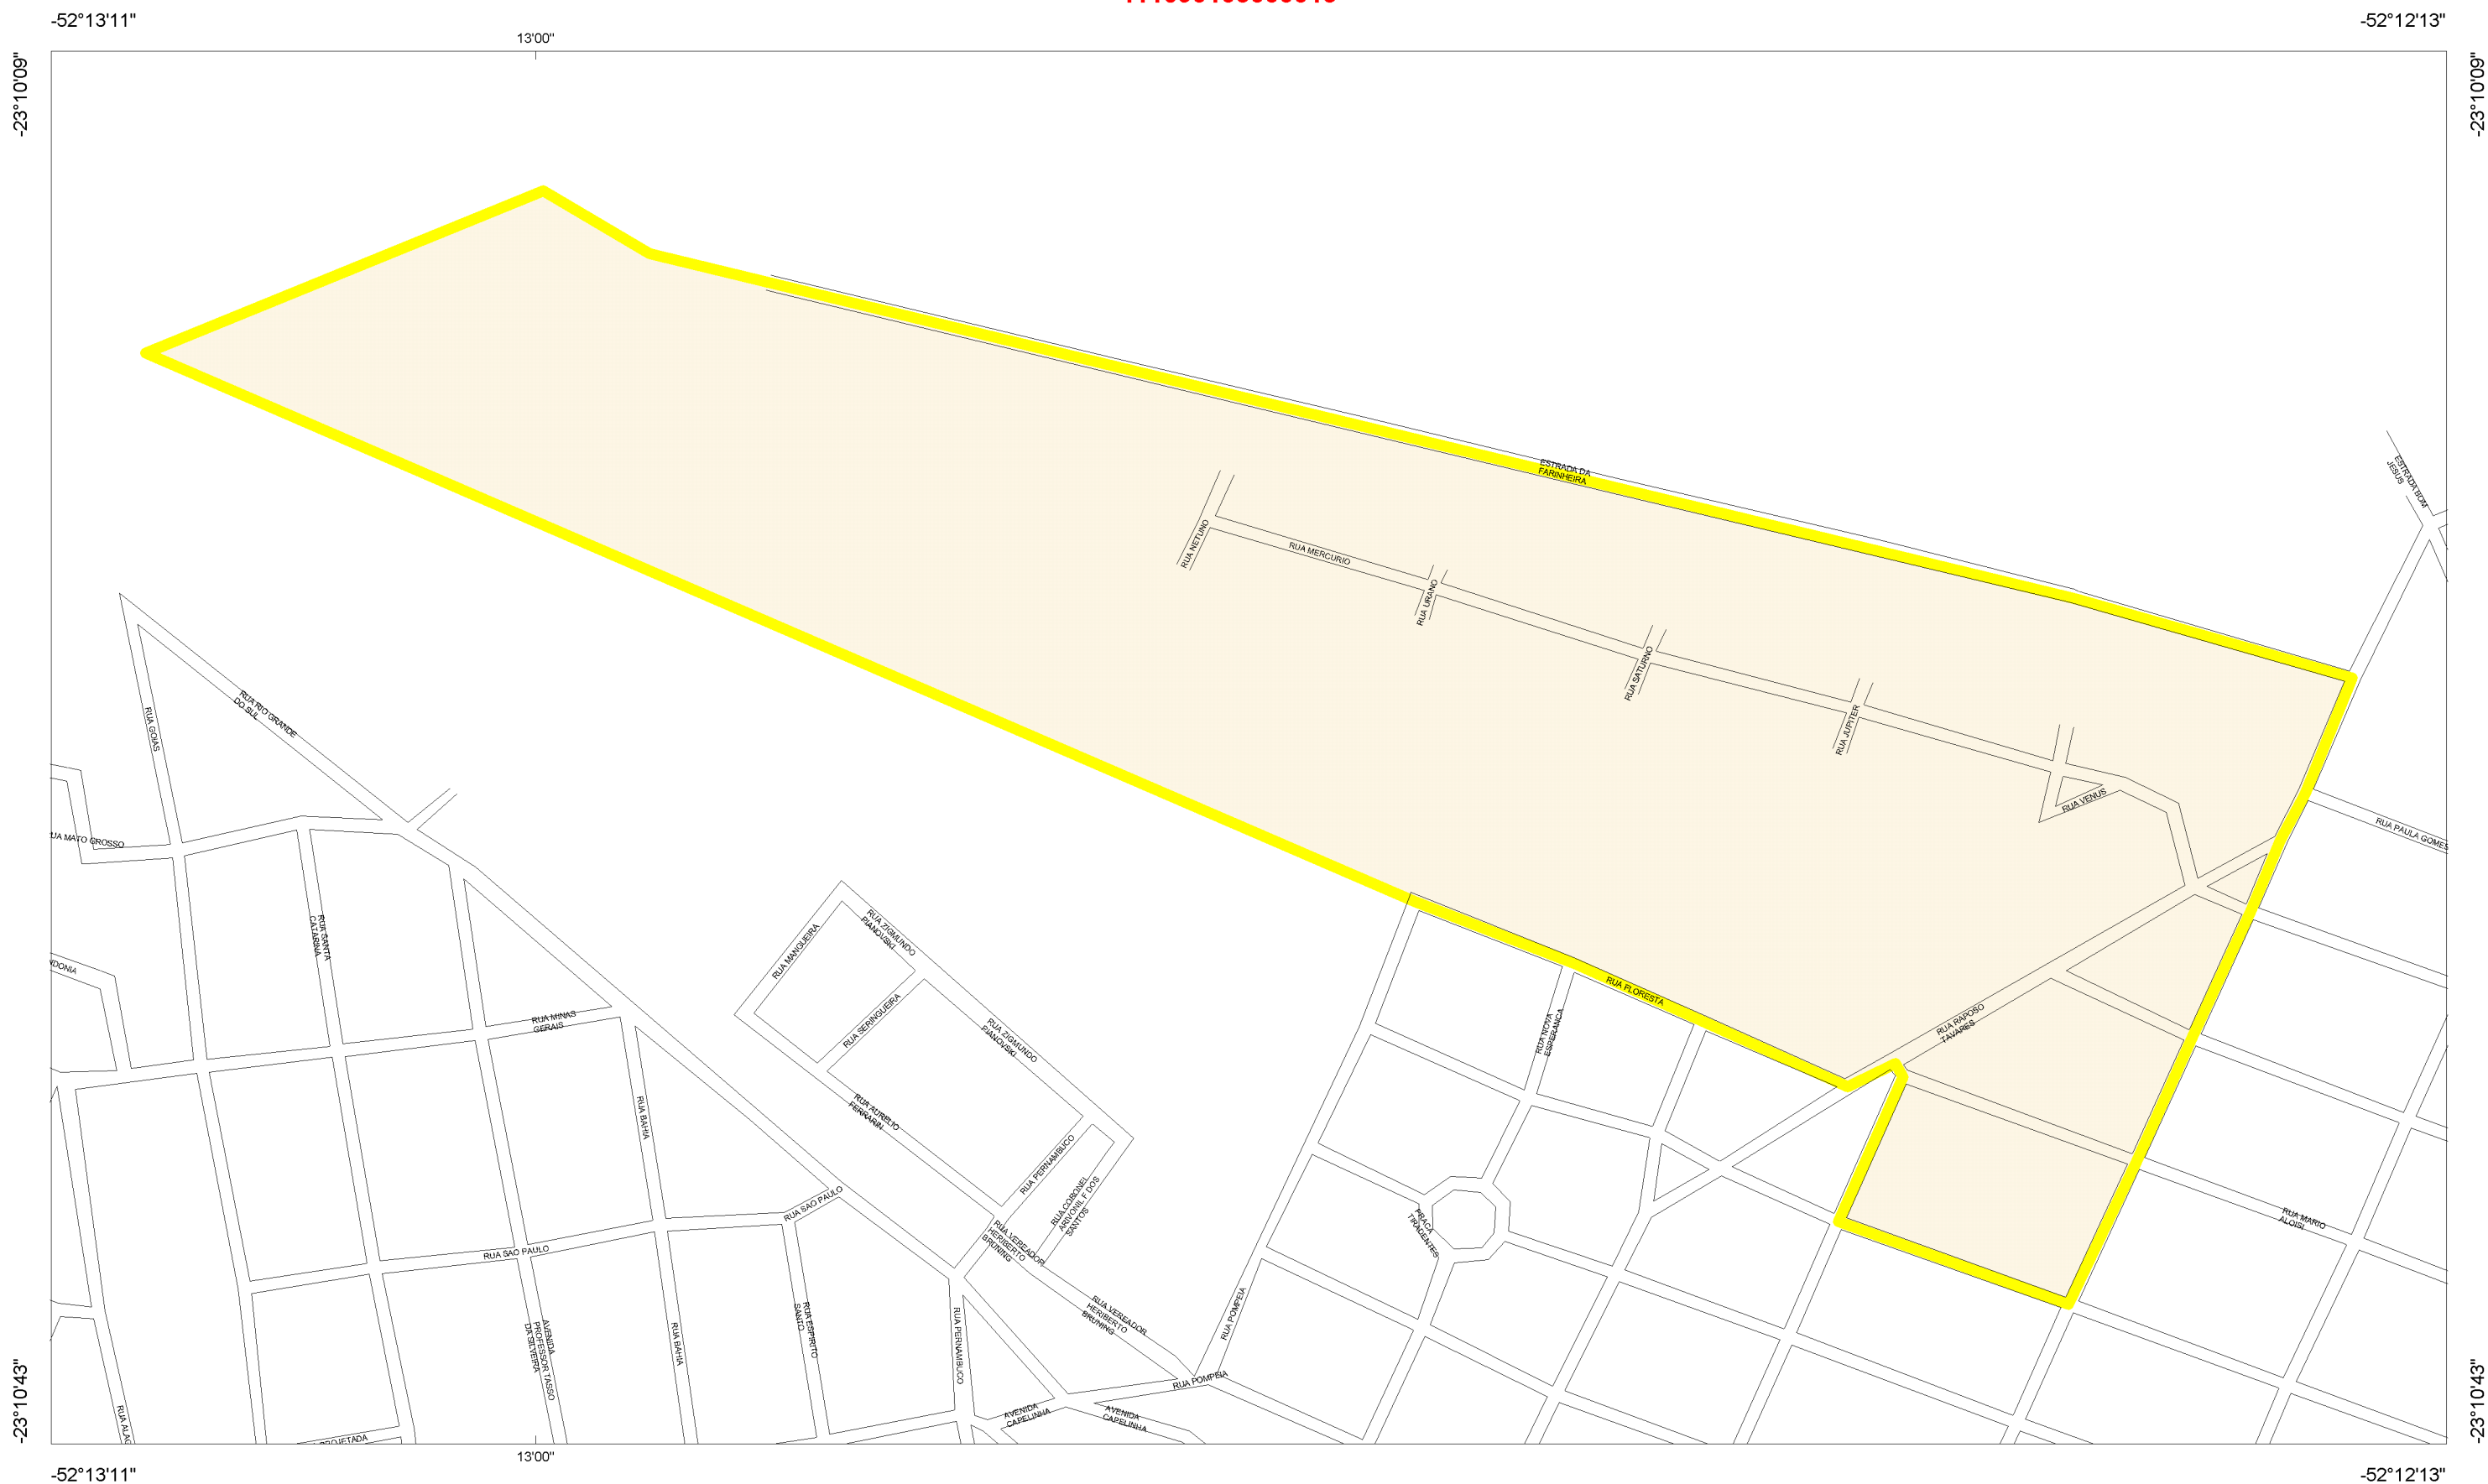 -52°13'11"
-52°12'13"
13'00"
-23°10'09"
-23°10'09"
ESTRADA DA
FARINHEIRA
ESTRADA BOM
JESUS
RUA NETUNO
RUA MERCURIO
RUA URANO
RUA SATURNO
RUA JUPITER
RUA VENUS
RUA PAULA GOMES
RUA GOIAS
RUA RIO GRANDE
DO SUL
RUA MATO GROSSO
RUA SANTA
CATARINA
RUA MANGUEIRA
RUA ZIGMUNDO
PIANOVSKI
RUA SERINGUEIRA
RUA ZIGMUNDO
PIANOVSKI
RUA FLORESTA
RUA NOVA
ESPERANCA
RUA RAPOSO
TAVARES
RUA MINAS
GERAIS
RUA BAHIA
RUA AURELIO
FERRARIN
RUA PERNAMBUCO
RUA CORONEL
ARIVONIL F DOS
SANTOS
RUA SAO PAULO
RUA SAO PAULO
RUA VEREADOR
HERIBERTO
BRUNING
PRACA
TIRADENTES
RUA MARIO
ALOISI
RUA VEREADOR
HERIBERTO
BRUNING
RUA POMPEIA
RUA ESPIRITO
SANTO
RUA PERNAMBUCO
AVENIDA
PROFESSOR TASSO
DA SILVEIRA
RUA BAHIA
RUA POMPEIA
AVENIDA
CAPELINHA
AVENIDA
CAPELINHA
-23°10'43"
-23°10'43"
13'00"
-52°13'11"
-52°12'13"